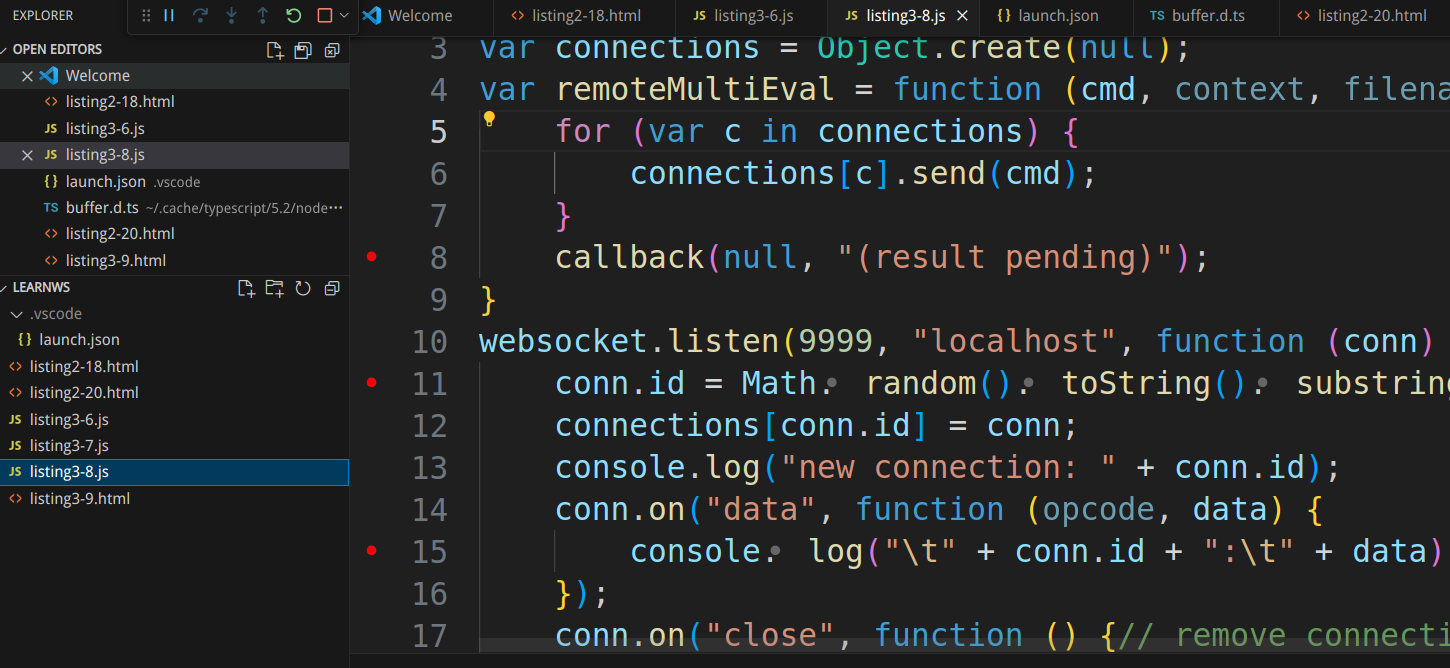 EXPLORER
Welcome
listing2-18.html
listing3-6.js
listing3-8.js
launch.json
buffer.d.ts
listing2-20.html
OPEN EDITORS
Welcome
listing2-18.html
JS listing3-6.js
JS listing3-8.js
{} launch.json .vscode
TS buffer.d.ts ~/.cache/typescript/5.2/node···
listing2-20.html
listing3-9.html
LEARNWS
.vscode
{} launch.json
listing2-18.html
listing2-20.html
JS listing3-6.js
JS listing3-7.js
JS listing3-8.js
listing3-9.html
3 var connections = Object.create(null);
4 var remoteMultiEval = function (cmd, context, filena
5 for (var c in connections) {
6 connections[c].send(cmd);
7 }
8 callback(null, "(result pending)");
9 }
10 websocket.listen(9999, "localhost", function (conn)
11 conn.id = Math. random(). toString(). substring
12 connections[conn.id] = conn;
13 console.log("new connection: " + conn.id);
14 conn.on("data", function (opcode, data) {
15 console. log("\t" + conn.id + ":\t" + data)
16 });
17 conn.on("close", function () {// remove connecti